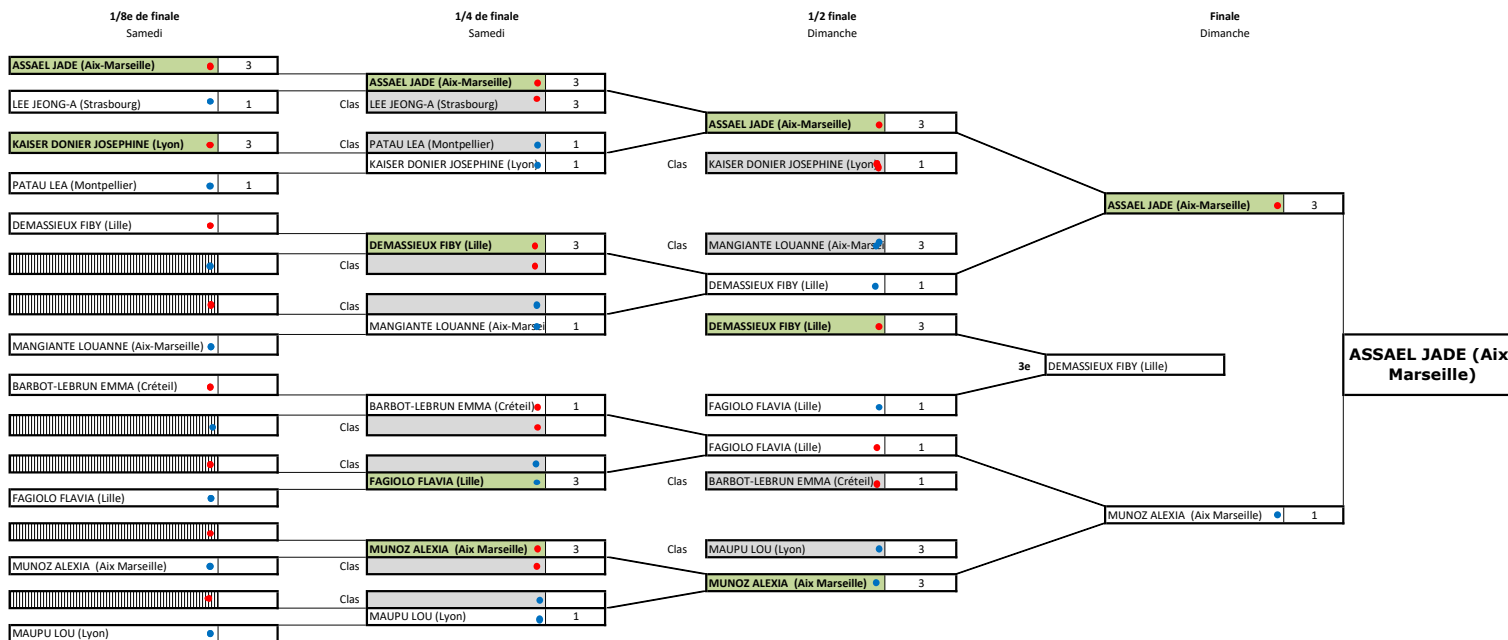 1/8e de finale
Samedi
ASSAEL JADE (Aix-Marseille) 3
LEE JEONG-A (Strasbourg) 1
KAISER DONIER JOSEPHINE (Lyon) 3
PATAU LEA (Montpellier) 1
DEMASSIEUX FIBY (Lille)
MANGIANTE LOUANNE (Aix-Marseille)
BARBOT-LEBRUN EMMA (Créteil)
FAGIOLO FLAVIA (Lille)
MUNOZ ALEXIA (Aix Marseille)
MAUPU LOU (Lyon)
1/4 de finale
Samedi
ASSAEL JADE (Aix-Marseille) 3
Clas LEE JEONG-A (Strasbourg) 3
Clas PATAU LEA (Montpellier) 1
KAISER DONIER JOSEPHINE (Lyon) 1
DEMASSIEUX FIBY (Lille) 3
Clas
Clas
MANGIANTE LOUANNE (Aix-Marsei 1
BARBOT-LEBRUN EMMA (Créteil) 1
Clas
Clas
FAGIOLO FLAVIA (Lille) 3
MUNOZ ALEXIA (Aix Marseille) 3
Clas
Clas
MAUPU LOU (Lyon) 1
1/2 finale
Dimanche
ASSAEL JADE (Aix-Marseille) 3
Clas KAISER DONIER JOSEPHINE (Lyon 1
Clas MANGIANTE LOUANNE (Aix-Marsei 3
DEMASSIEUX FIBY (Lille) 1
DEMASSIEUX FIBY (Lille) 3
FAGIOLO FLAVIA (Lille) 1
FAGIOLO FLAVIA (Lille) 1
Clas BARBOT-LEBRUN EMMA (Créteil) 1
Clas MAUPU LOU (Lyon) 3
MUNOZ ALEXIA (Aix Marseille) 3
Finale
Dimanche
ASSAEL JADE (Aix-Marseille) 3
3e DEMASSIEUX FIBY (Lille)
MUNOZ ALEXIA (Aix Marseille) 1
ASSAEL JADE (Aix
Marseille)